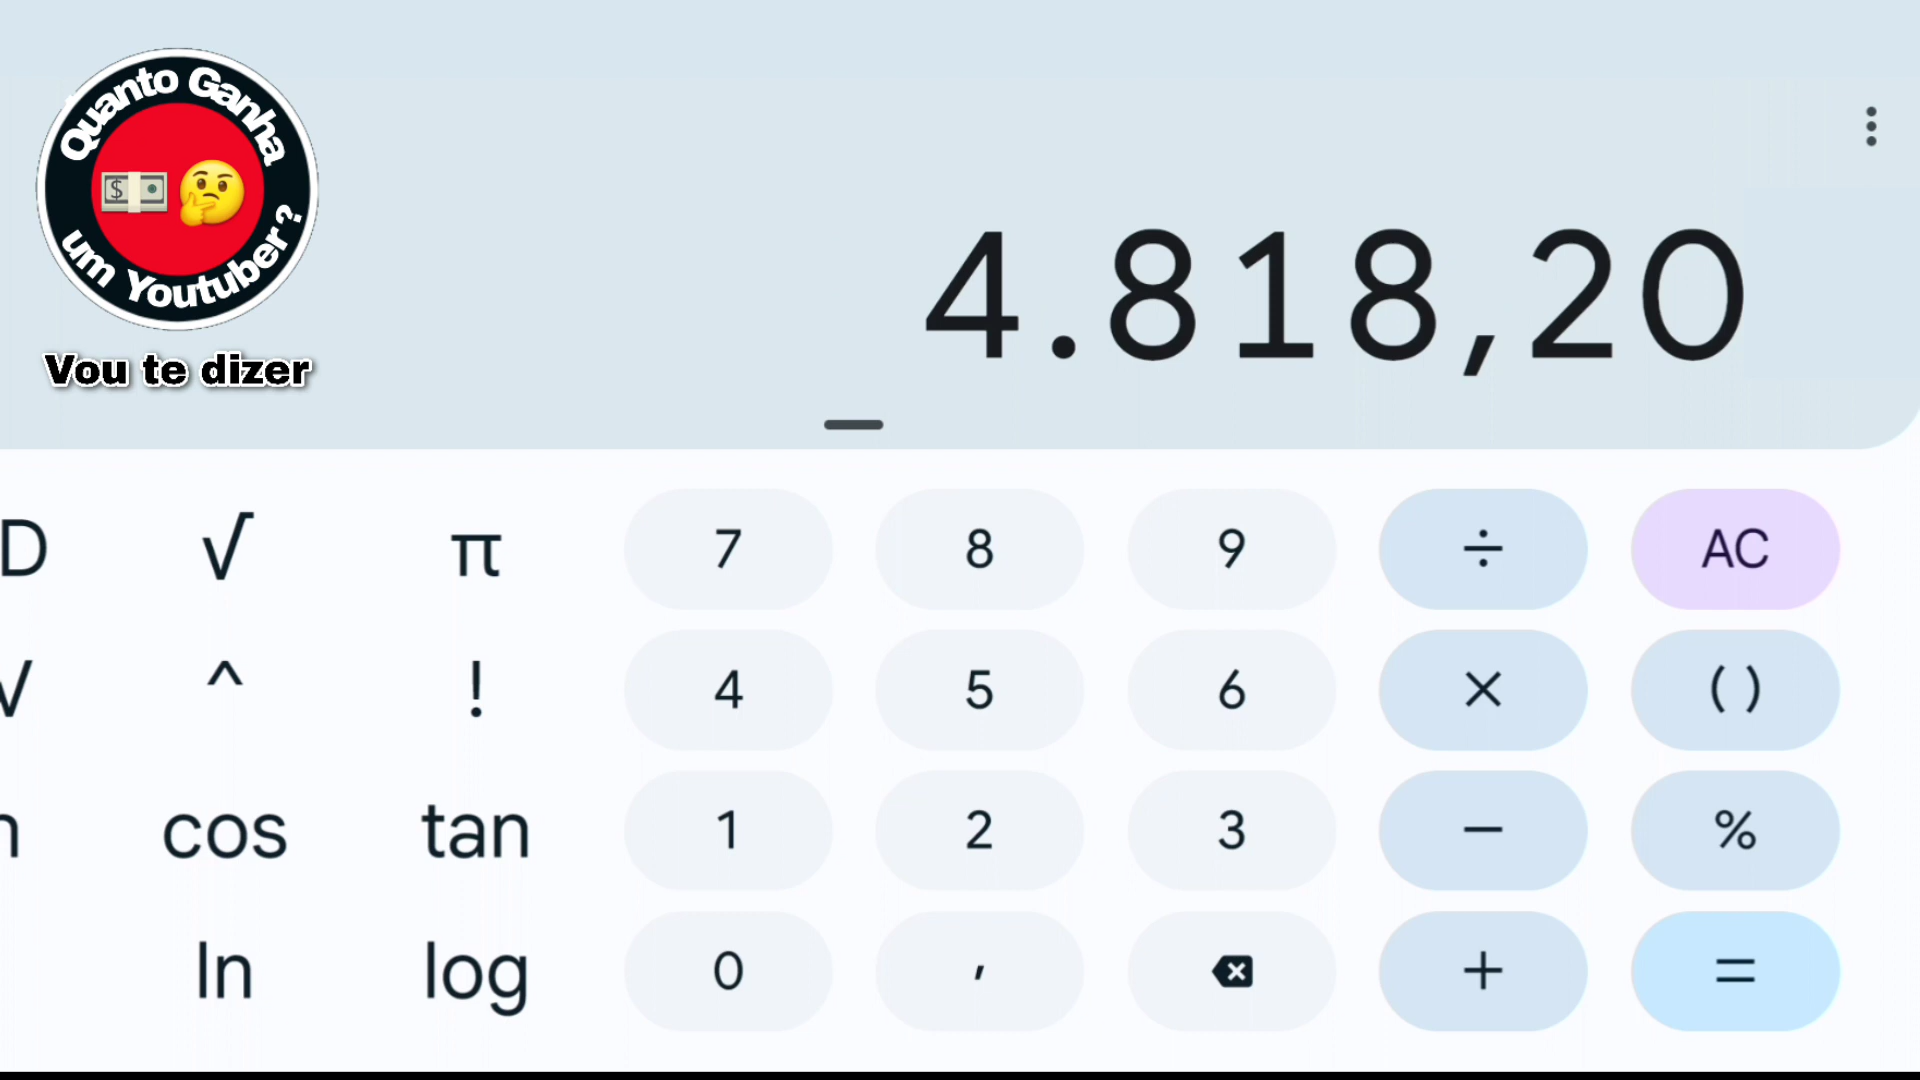 Quanto Ganha
um Youtuber?
Vou te dizer
4.818,20
D √ π 7 8 9 ÷ AC
^ ! 4 5 6 × ( )
cos tan 1 2 3 − %
ln log 0 , + =